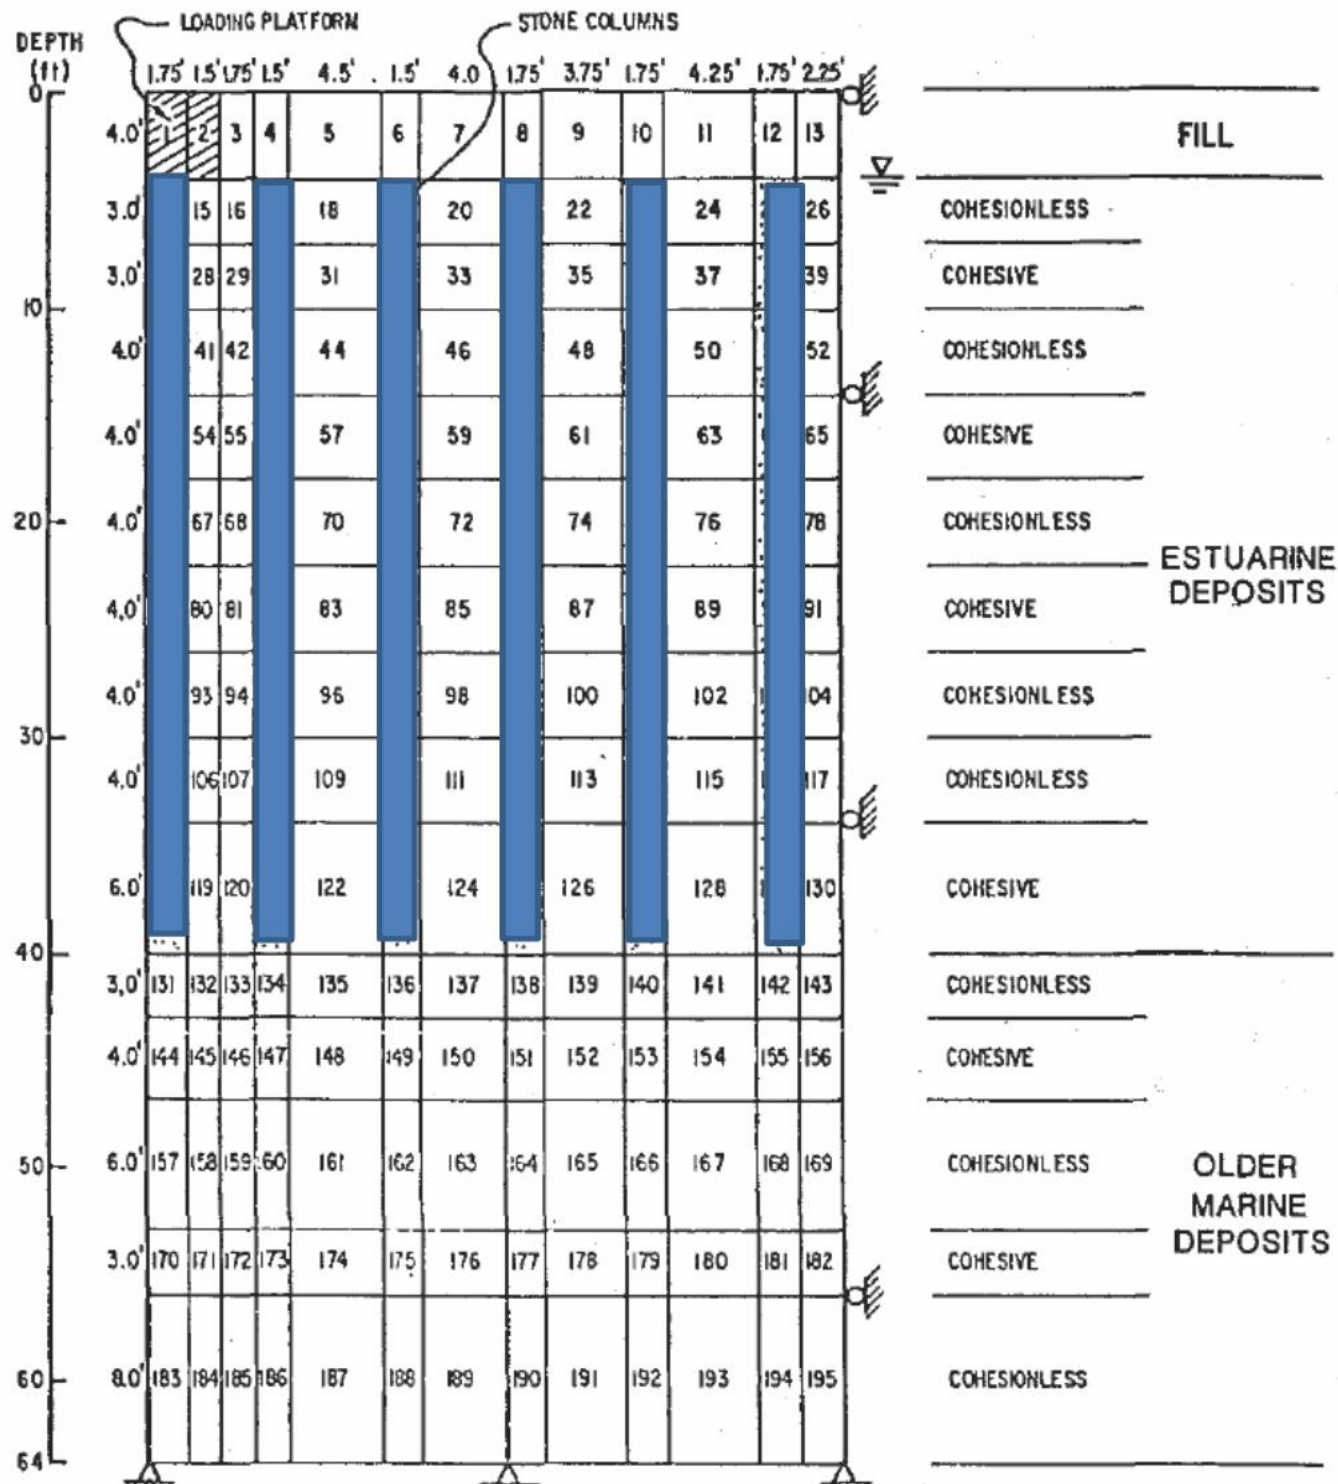 LOADING PLATFORM STONE COLUMNS
DEPTH
(ft) 1.75' 1.5' 1.75' 1.5' 4.5' 1.5' 4.0 1.75' 3.75' 1.75' 4.25' 1.75' 2.25'
0
4.0' 1 2 3 4 5 6 7 8 9 10 11 12 13 FILL
3.0' 15 16 18 20 22 24 26 COHESIONLESS
3.0' 28 29 31 33 35 37 39 COHESIVE
10
4.0' 41 42 44 46 48 50 52 COHESIONLESS
4.0' 54 55 57 59 61 63 65 COHESIVE
20 4.0' 67 68 70 72 74 76 78 COHESIONLESS
ESTUARINE
DEPOSITS
4.0' 80 81 83 85 87 89 91 COHESIVE
4.0' 93 94 96 98 100 102 104 COHESIONLESS
30
4.0' 106 107 109 111 113 115 117 COHESIONLESS
6.0' 119 120 122 124 126 128 130 COHESIVE
40
3.0' 131 132 133 134 135 136 137 138 139 140 141 142 143 COHESIONLESS
4.0' 144 145 146 147 148 149 150 151 152 153 154 155 156 COHESIVE
50 6.0' 157 158 159 160 161 162 163 164 165 166 167 168 169 COHESIONLESS
OLDER
MARINE
DEPOSITS
3.0' 170 171 172 173 174 175 176 177 178 179 180 181 182 COHESIVE
60 8.0' 183 184 185 186 187 188 189 190 191 192 193 194 195 COHESIONLESS
64